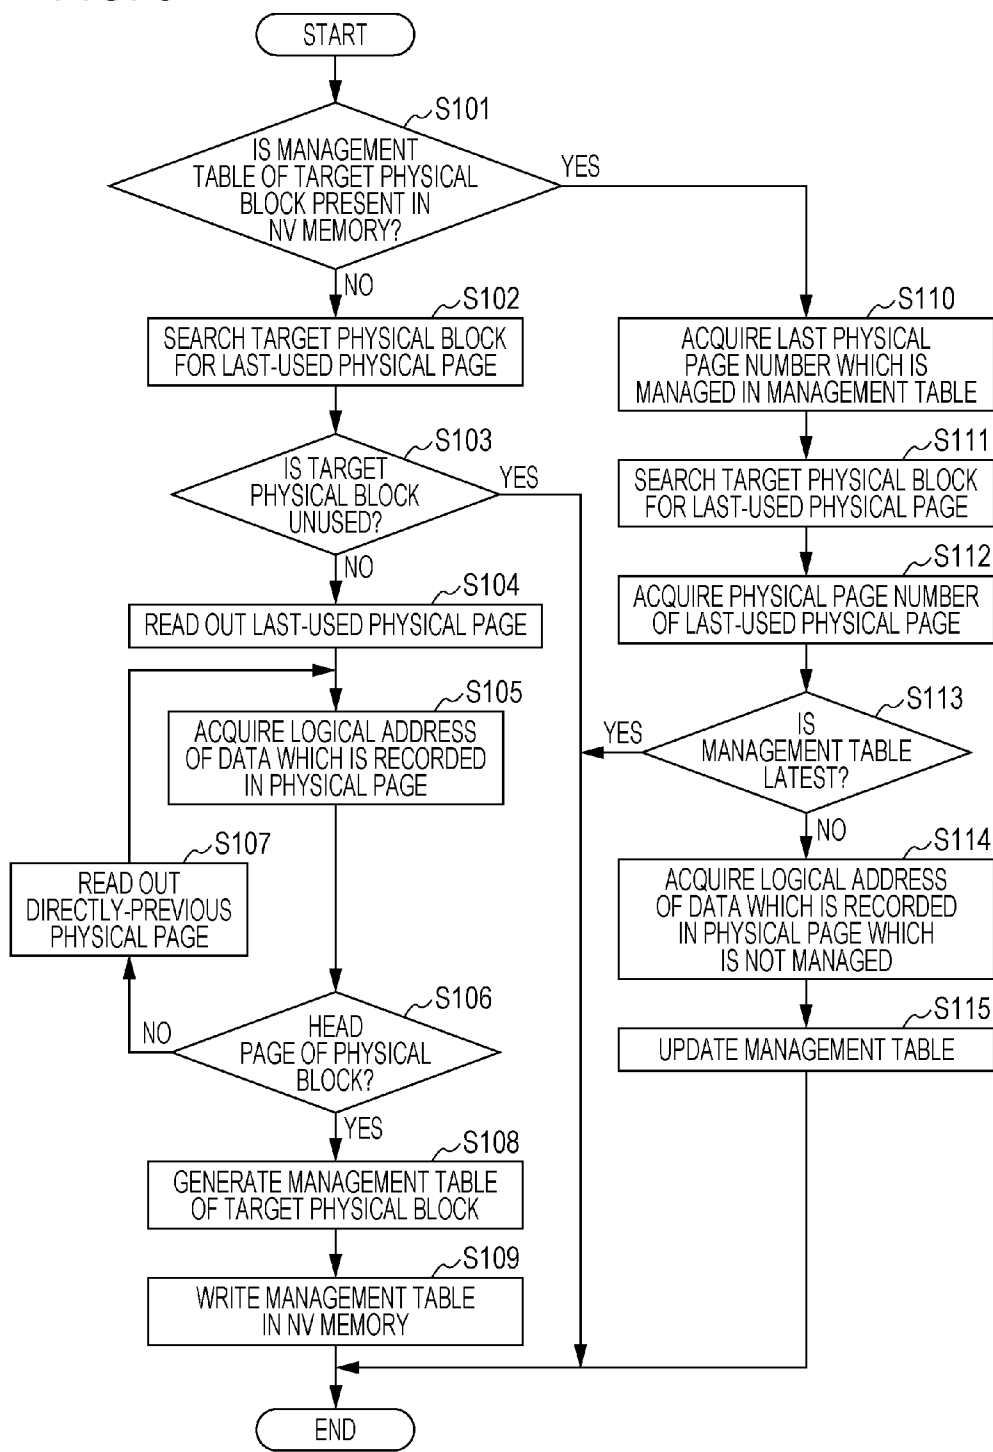 START
S101
IS MANAGEMENT
TABLE OF TARGET PHYSICAL
BLOCK PRESENT IN
NV MEMORY?
YES
NO
S102
SEARCH TARGET PHYSICAL BLOCK
FOR LAST-USED PHYSICAL PAGE
S103
IS TARGET
PHYSICAL BLOCK
UNUSED?
YES
NO
S104
READ OUT LAST-USED PHYSICAL PAGE
S105
ACQUIRE LOGICAL ADDRESS
OF DATA WHICH IS RECORDED
IN PHYSICAL PAGE
S107
READ OUT
DIRECTLY-PREVIOUS
PHYSICAL PAGE
S106
HEAD
PAGE OF PHYSICAL
BLOCK?
NO
YES
S108
GENERATE MANAGEMENT TABLE
OF TARGET PHYSICAL BLOCK
S109
WRITE MANAGEMENT TABLE
IN NV MEMORY
END
S110
ACQUIRE LAST PHYSICAL
PAGE NUMBER WHICH IS
MANAGED IN MANAGEMENT TABLE
S111
SEARCH TARGET PHYSICAL BLOCK
FOR LAST-USED PHYSICAL PAGE
S112
ACQUIRE PHYSICAL PAGE NUMBER
OF LAST-USED PHYSICAL PAGE
S113
IS
MANAGEMENT TABLE
LATEST?
YES
NO
S114
ACQUIRE LOGICAL ADDRESS
OF DATA WHICH IS RECORDED
IN PHYSICAL PAGE WHICH
IS NOT MANAGED
S115
UPDATE MANAGEMENT TABLE